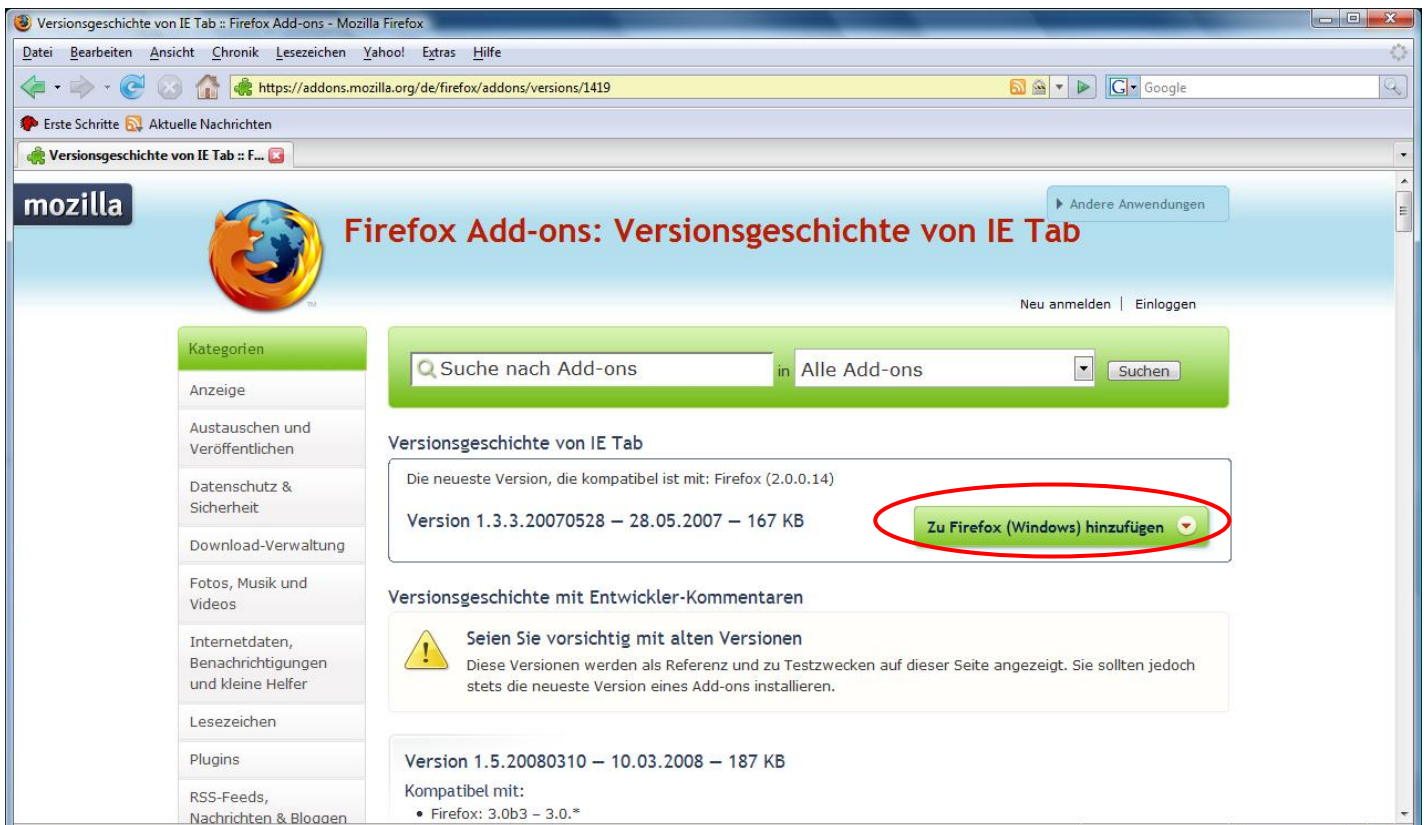 Versionsgeschichte von IE Tab :: Firefox Add-ons - Mozilla Firefox
Datei Bearbeiten Ansicht Chronik Lesezeichen Yahoo! Extras Hilfe
https://addons.mozilla.org/de/firefox/addons/versions/1419
G Google
Erste Schritte Aktuelle Nachrichten
Versionsgeschichte von IE Tab :: F...
mozilla
Andere Anwendungen
Firefox Add-ons: Versionsgeschichte von IE Tab
TM
Neu anmelden | Einloggen
Kategorien
Anzeige
Austauschen und
Veröffentlichen
Datenschutz &
Sicherheit
Download-Verwaltung
Fotos, Musik und
Videos
Internetdaten,
Benachrichtigungen
und kleine Helfer
Lesezeichen
Plugins
RSS-Feeds,
Nachrichten & Bloggen
Suche nach Add-ons in Alle Add-ons Suchen
Versionsgeschichte von IE Tab
Die neueste Version, die kompatibel ist mit: Firefox (2.0.0.14)
Version 1.3.3.20070528 — 28.05.2007 — 167 KB
Zu Firefox (Windows) hinzufügen
Versionsgeschichte mit Entwickler-Kommentaren
Seien Sie vorsichtig mit alten Versionen
Diese Versionen werden als Referenz und zu Testzwecken auf dieser Seite angezeigt. Sie sollten jedoch
stets die neueste Version eines Add-ons installieren.
Version 1.5.20080310 — 10.03.2008 — 187 KB
Kompatibel mit:
• Firefox: 3.0b3 – 3.0.*